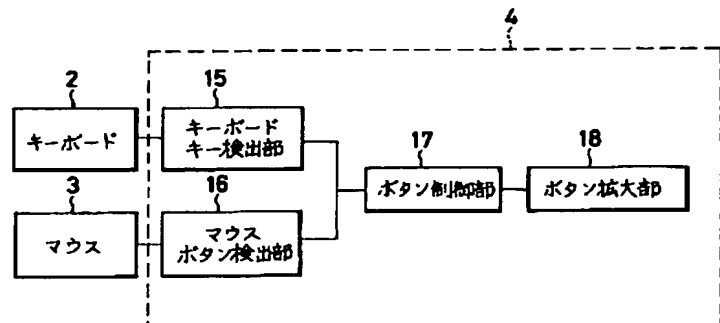 4
2
キーボード
15
キーボード
キー検出部
17
ボタン制御部
18
ボタン拡大部
3
マウス
16
マウス
ボタン検出部